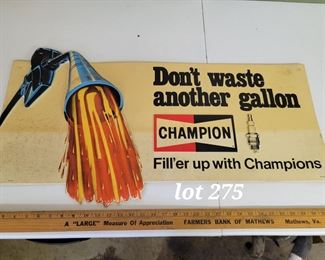 Don't waste
another gallon
CHAMPION
Fill'er up with Champions
lot 275
A "LARGE" Measure Of Appreciation FARMERS BANK OF MATHEWS Mathews, Va.